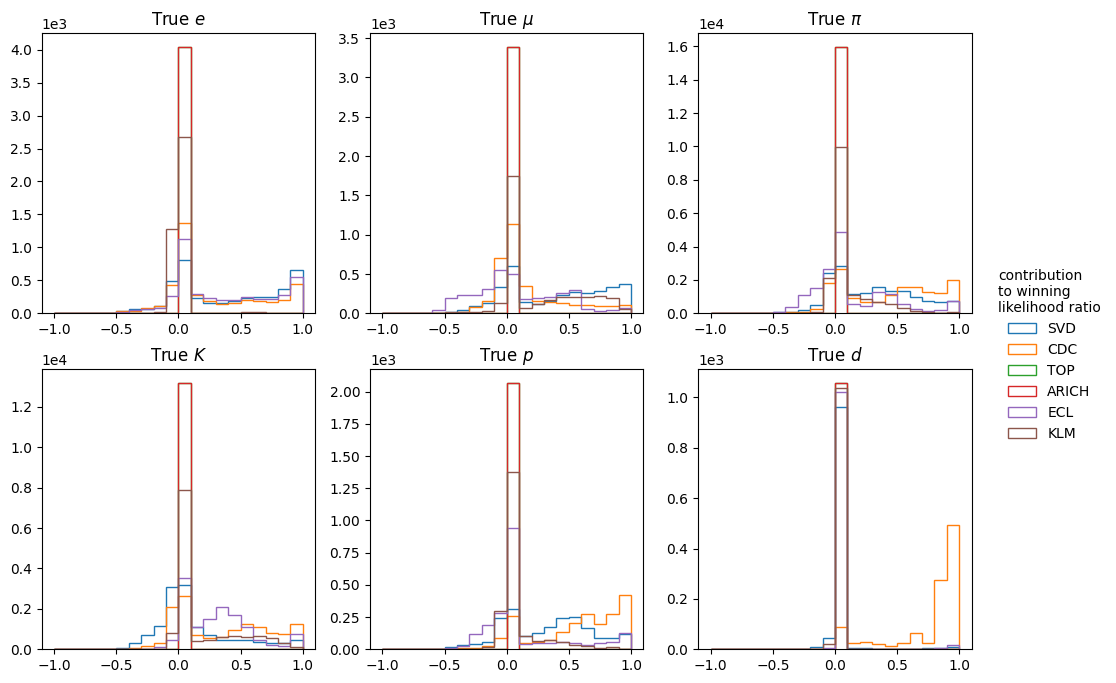 True e
1e3
4.0
3.5
3.0
2.5
2.0
1.5
1.0
0.5
0.0
−1.0 −0.5 0.0 0.5 1.0
True μ
1e3
3.5
3.0
2.5
2.0
1.5
1.0
0.5
0.0
−1.0 −0.5 0.0 0.5 1.0
True π
1e4
1.6
1.4
1.2
1.0
0.8
0.6
0.4
0.2
0.0
−1.0 −0.5 0.0 0.5 1.0
True K
1e4
1.2
1.0
0.8
0.6
0.4
0.2
0.0
−1.0 −0.5 0.0 0.5 1.0
True p
1e3
2.00
1.75
1.50
1.25
1.00
0.75
0.50
0.25
0.00
−1.0 −0.5 0.0 0.5 1.0
True d
1e3
1.0
0.8
0.6
0.4
0.2
0.0
−1.0 −0.5 0.0 0.5 1.0
contribution
to winning
likelihood ratio
SVD
CDC
TOP
ARICH
ECL
KLM